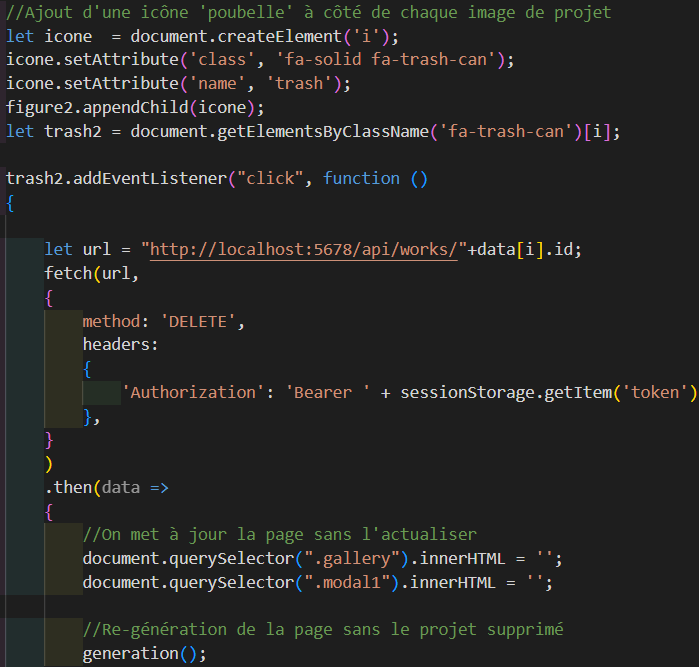 //Ajout d'une icône 'poubelle' à côté de chaque image de projet
let icone  = document.createElement('i');
icone.setAttribute('class', 'fa-solid fa-trash-can');
icone.setAttribute('name', 'trash');
figure2.appendChild(icone);
let trash2 = document.getElementsByClassName('fa-trash-can')[i];
trash2.addEventListener("click", function ()
{
let url = "http://localhost:5678/api/works/"+data[i].id;
fetch(url,
{
method: 'DELETE',
headers:
{
'Authorization': 'Bearer ' + sessionStorage.getItem('token')
},
}
)
.then(data =>
{
//On met à jour la page sans l'actualiser
document.querySelector(".gallery").innerHTML = '';
document.querySelector(".modal1").innerHTML = '';
//Re-génération de la page sans le projet supprimé
generation();